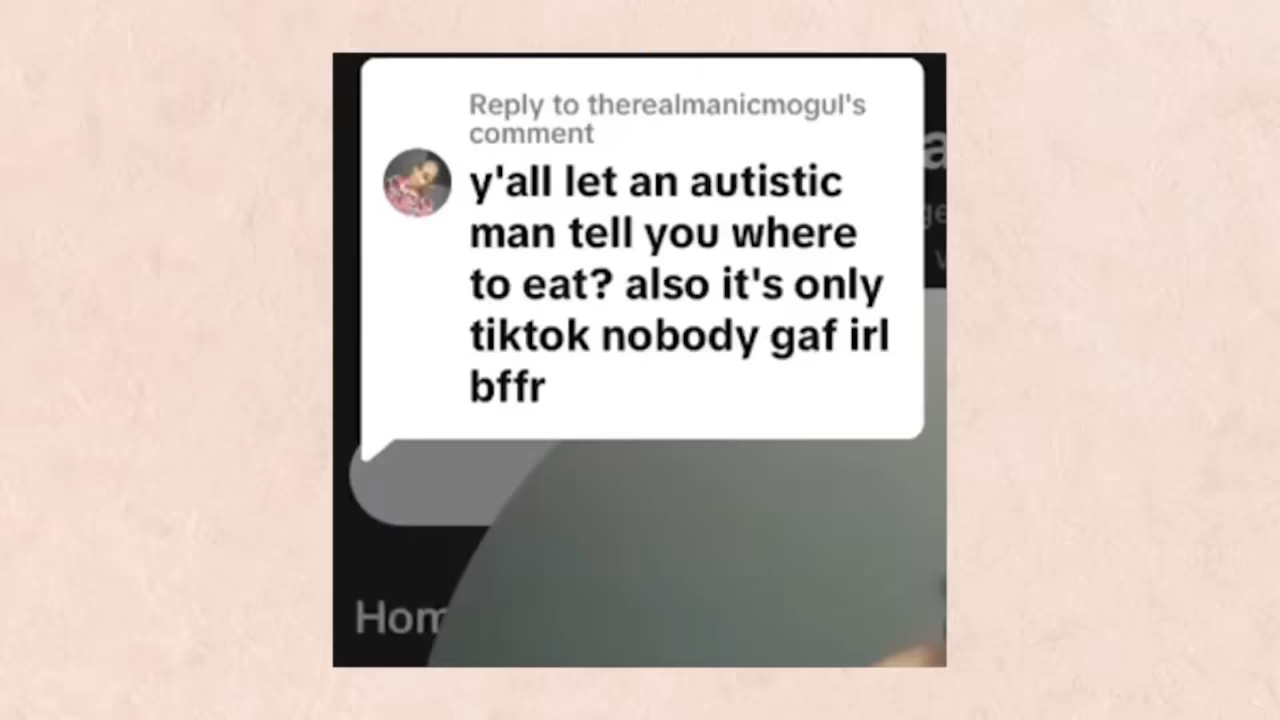 Reply to therealmanicmogul's
comment
y'all let an autistic
man tell you where
to eat? also it's only
tiktok nobody gaf irl
bffr